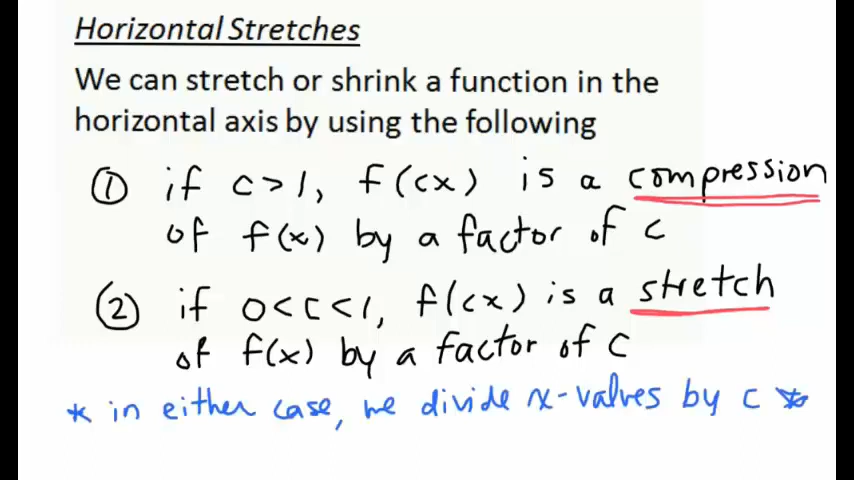 Horizontal Stretches
We can stretch or shrink a function in the
horizontal axis by using the following
① if c>1, f(cx) is a compression
of f(x) by a factor of c
② if 0<c<1, f(cx) is a stretch
of f(x) by a factor of c
* in either case, we divide x-values by c *